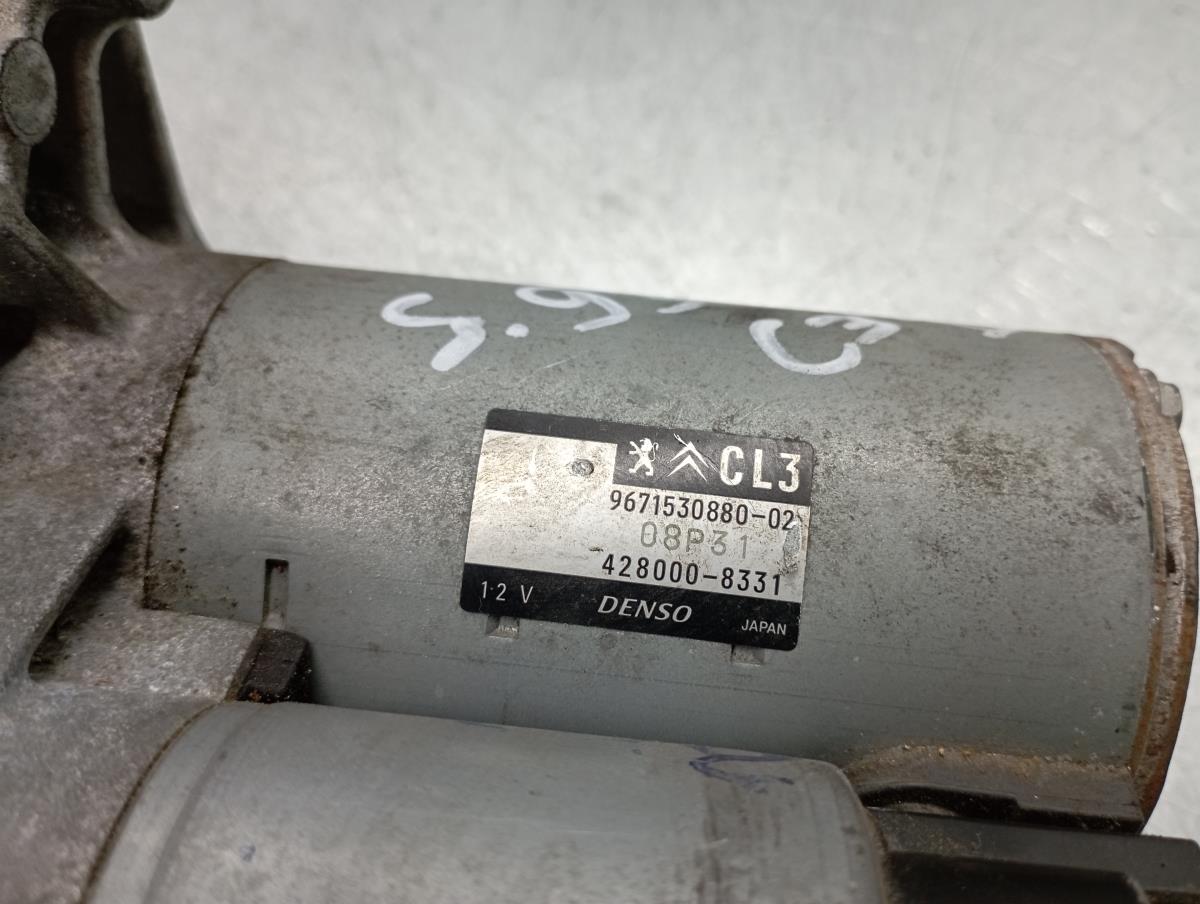 CL3
9671530880-02
08P31
428000-8331
12 V DENSO JAPAN